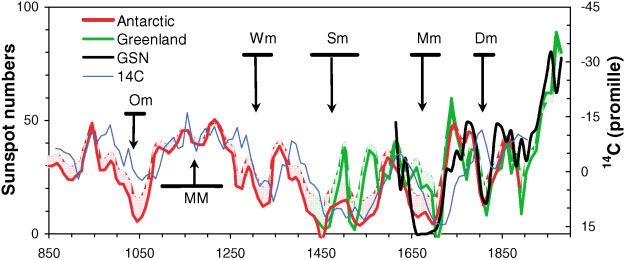 Sunspot numbers
100
50
0
Antarctic
Greenland
GSN
14C
Om
MM
Wm
Sm
Mm
Dm
850
1050
1250
1450
1650
1850
-45
-30
-15
0
15
14C (promille)